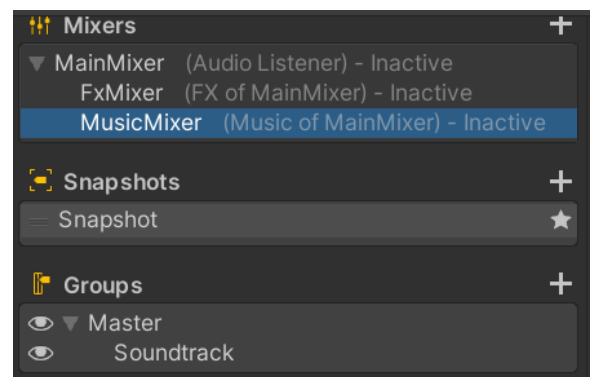 Mixers
MainMixer (Audio Listener) - Inactive
FxMixer (FX of MainMixer) - Inactive
MusicMixer (Music of MainMixer) - Inactive
Snapshots
Snapshot
Groups
Master
Soundtrack